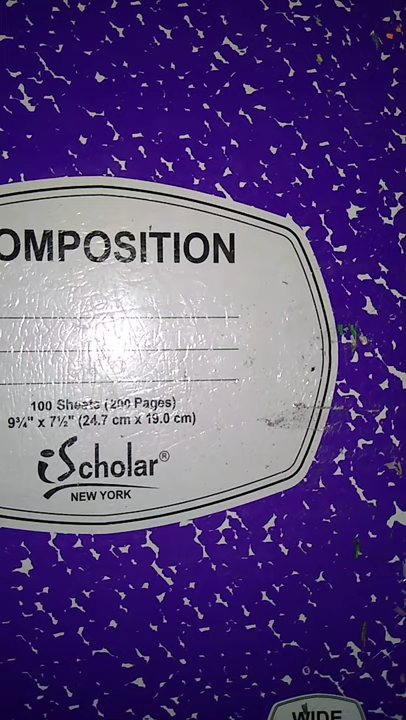 OMPOSITION
100 Sheets (200 Pages)
9¾" x 7½" (24.7 cm x 19.0 cm)
iScholar®
NEW YORK
WIDE